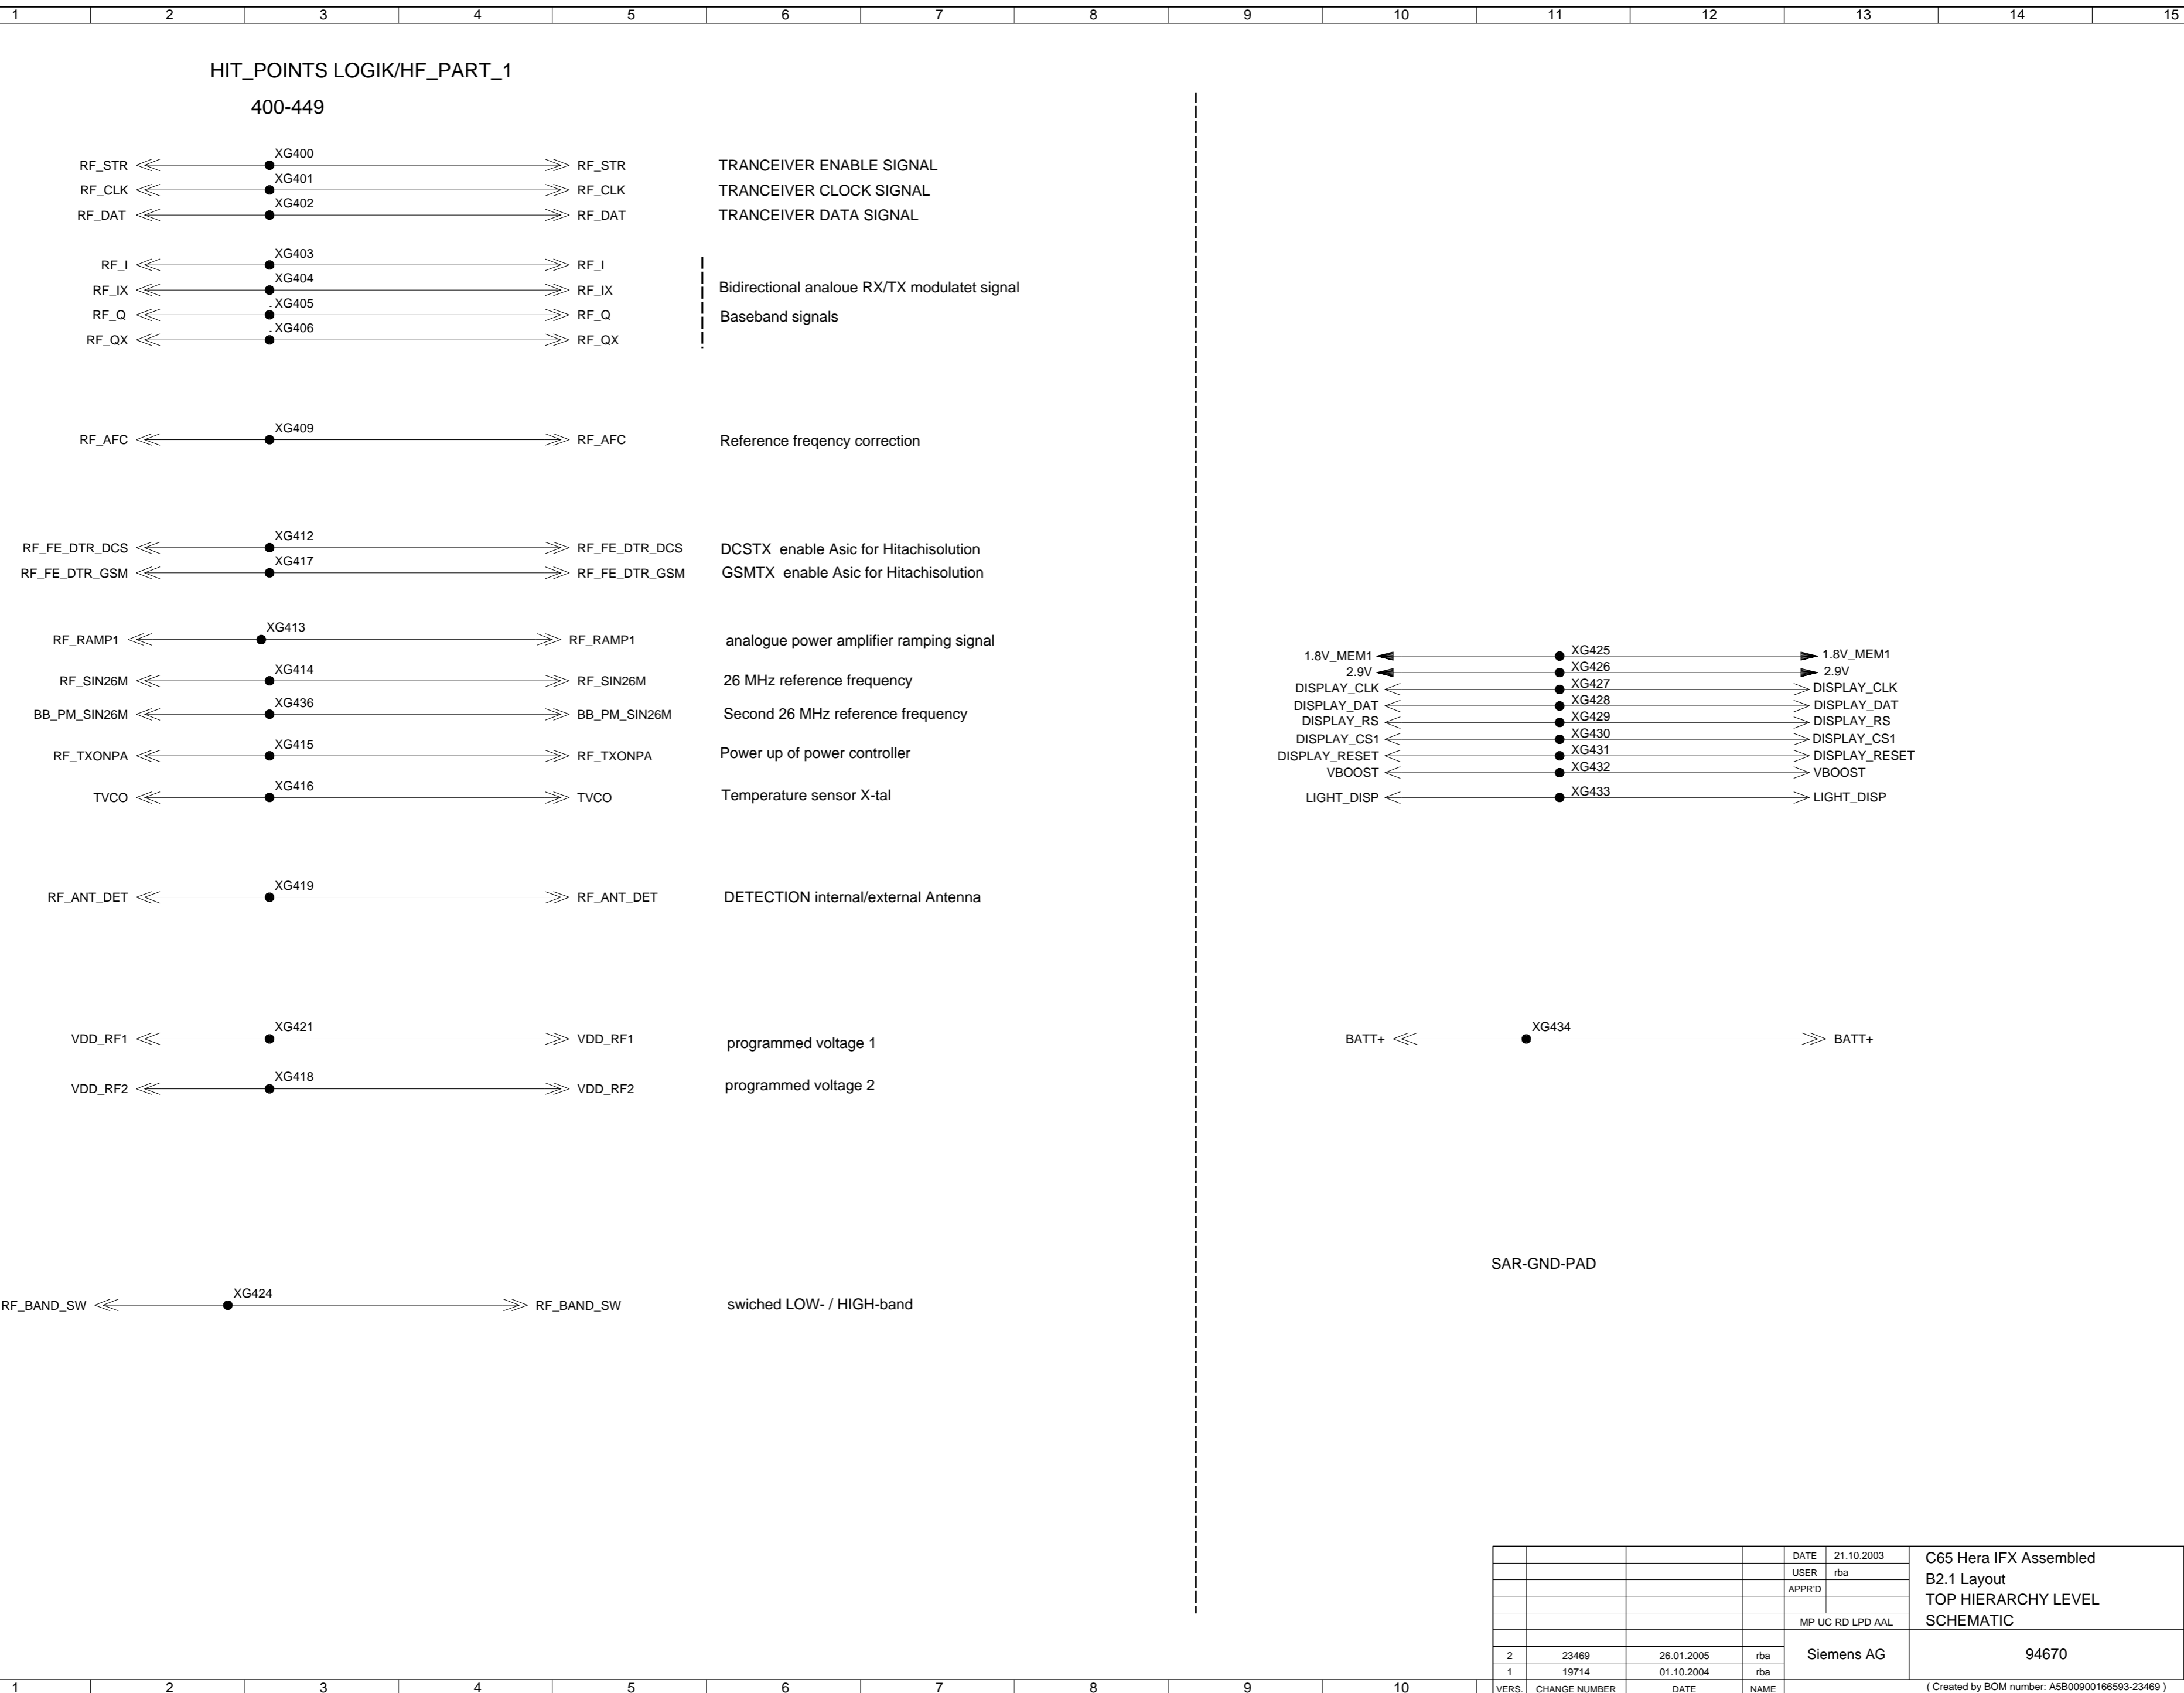 1 2 3 4 5 6 7 8 9 10 11 12 13 14 15
HIT_POINTS LOGIK/HF_PART_1
400-449
XG400
RF_STR RF_STR TRANCEIVER ENABLE SIGNAL
XG401
RF_CLK RF_CLK TRANCEIVER CLOCK SIGNAL
XG402
RF_DAT RF_DAT TRANCEIVER DATA SIGNAL
XG403
RF_I RF_I
XG404
RF_IX RF_IX Bidirectional analoue RX/TX modulatet signal
XG405
RF_Q RF_Q Baseband signals
XG406
RF_QX RF_QX
XG409
RF_AFC RF_AFC Reference freqency correction
XG412
RF_FE_DTR_DCS RF_FE_DTR_DCS DCSTX enable Asic for Hitachisolution
XG417
RF_FE_DTR_GSM RF_FE_DTR_GSM GSMTX enable Asic for Hitachisolution
XG413
RF_RAMP1 RF_RAMP1 analogue power amplifier ramping signal
XG414
RF_SIN26M RF_SIN26M 26 MHz reference frequency
XG436
BB_PM_SIN26M BB_PM_SIN26M Second 26 MHz reference frequency
XG415
RF_TXONPA RF_TXONPA Power up of power controller
XG416
TVCO TVCO Temperature sensor X-tal
XG419
RF_ANT_DET RF_ANT_DET DETECTION internal/external Antenna
XG421
VDD_RF1 VDD_RF1 programmed voltage 1
XG418
VDD_RF2 VDD_RF2 programmed voltage 2
XG424
RF_BAND_SW RF_BAND_SW swiched LOW- / HIGH-band
1.8V_MEM1 XG425 1.8V_MEM1
2.9V XG426 2.9V
DISPLAY_CLK XG427 DISPLAY_CLK
DISPLAY_DAT XG428 DISPLAY_DAT
DISPLAY_RS XG429 DISPLAY_RS
DISPLAY_CS1 XG430 DISPLAY_CS1
DISPLAY_RESET XG431 DISPLAY_RESET
VBOOST XG432 VBOOST
LIGHT_DISP XG433 LIGHT_DISP
XG434
BATT+ BATT+
SAR-GND-PAD
DATE 21.10.2003
USER rba
APPR'D
MP UC RD LPD AAL
C65 Hera IFX Assembled
B2.1 Layout
TOP HIERARCHY LEVEL
SCHEMATIC
2 23469 26.01.2005 rba
1 19714 01.10.2004 rba
VERS. CHANGE NUMBER DATE NAME
Siemens AG
94670
( Created by BOM number: A5B00900166593-23469 )
1 2 3 4 5 6 7 8 9 10